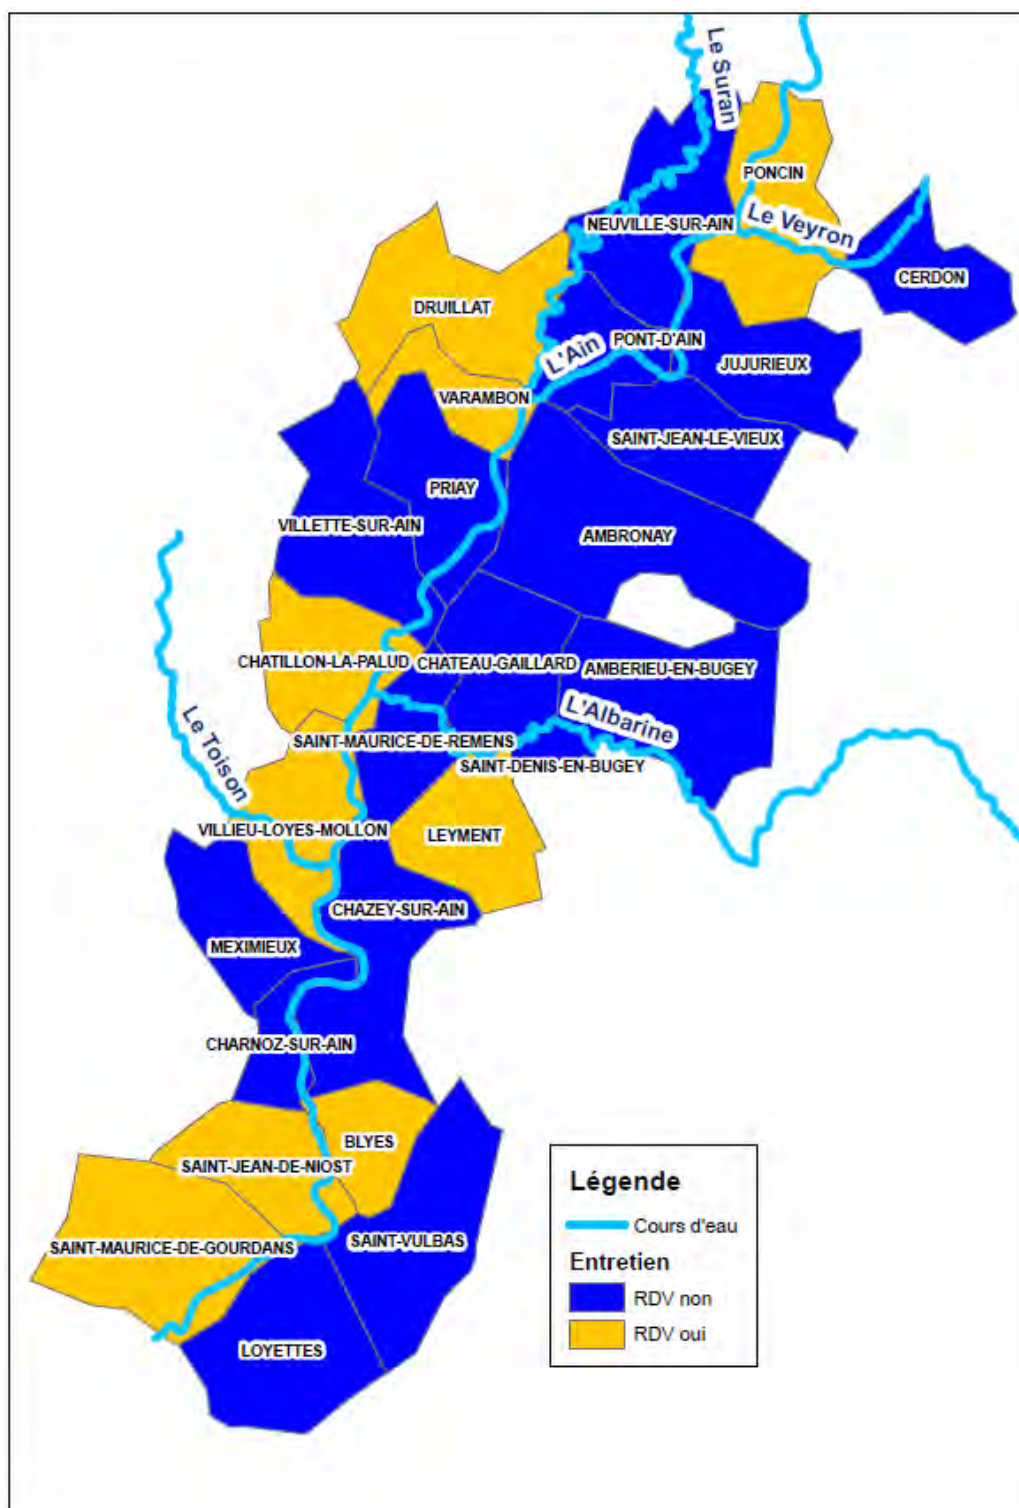 Le Suran
PONCIN
Le Veyron
NEUVILLE-SUR-AIN
CERDON
DRUILLAT
L'Ain
PONT-D'AIN
JUJURIEUX
VARAMBON
SAINT-JEAN-LE-VIEUX
PRIAY
VILLETTE-SUR-AIN
AMBRONAY
CHATILLON-LA-PALUD
CHATEAU-GAILLARD
AMBERIEU-EN-BUGEY
L'Albarine
Le Toison
SAINT-MAURICE-DE-REMENS
SAINT-DENIS-EN-BUGEY
VILLIEU-LOYES-MOLLON
LEYMENT
CHAZEY-SUR-AIN
MEXIMIEUX
CHARNOZ-SUR-AIN
BLYES
SAINT-JEAN-DE-NIOST
SAINT-VULBAS
SAINT-MAURICE-DE-GOURDANS
LOYETTES
Légende
Cours d'eau
Entretien
RDV non
RDV oui